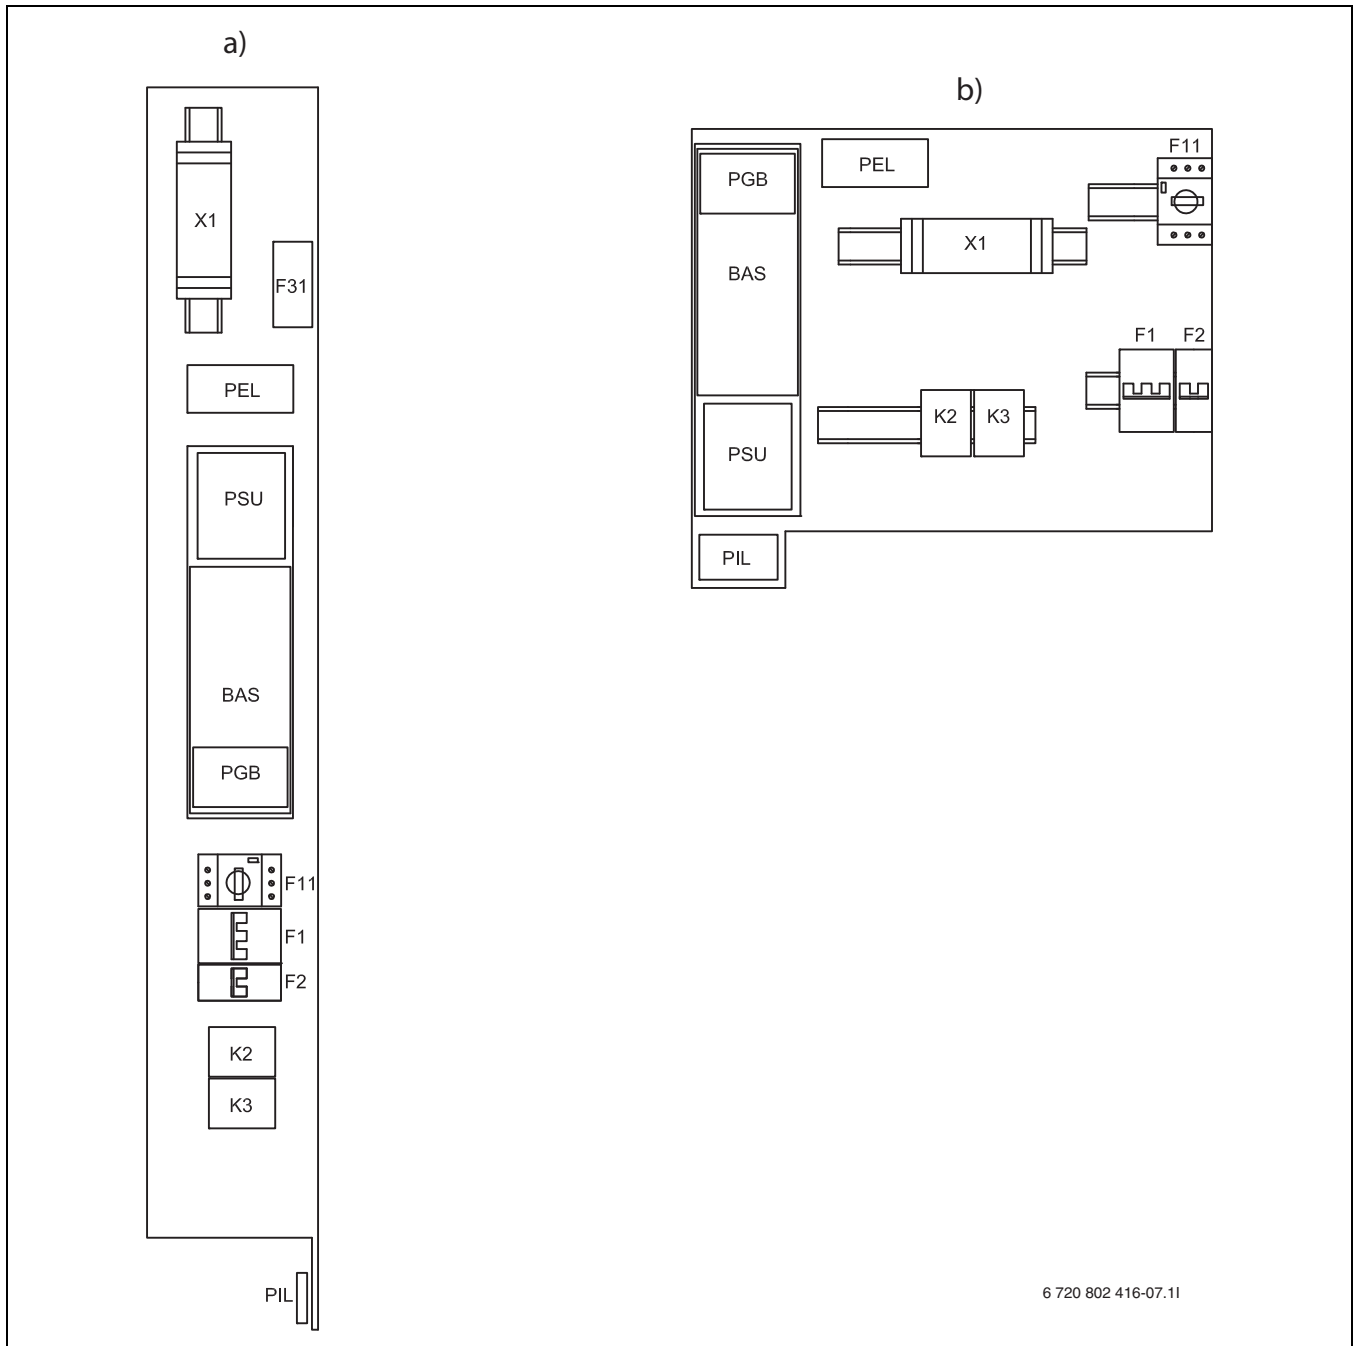 a)
X1
F31
PEL
PSU
BAS
PGB
F11
F1
F2
K2
K3
PIL
b)
PGB
PEL
F11
X1
BAS
F1 F2
K2 K3
PSU
PIL
6 720 802 416-07.1I